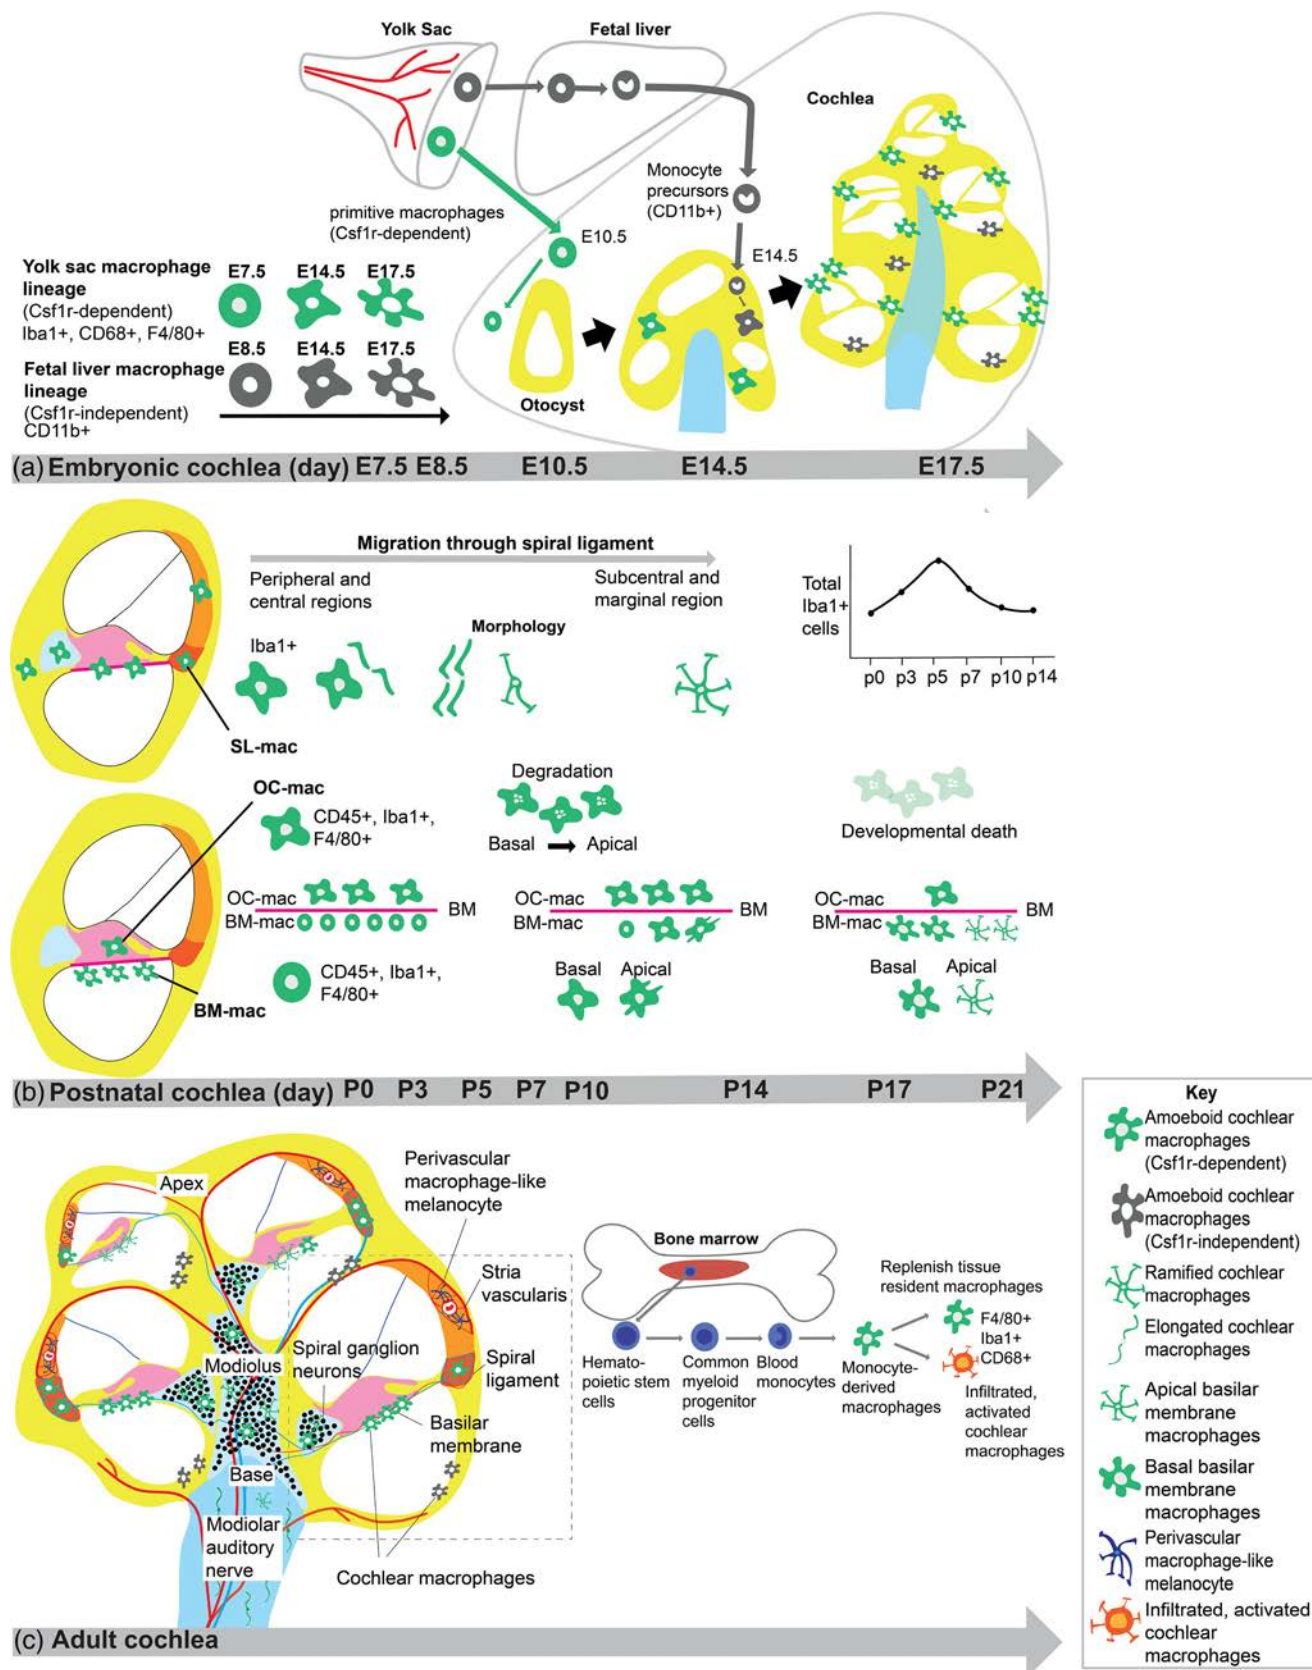 Yolk Sac
Fetal liver
Cochlea
Monocyte
precursors
(CD11b+)
primitive macrophages
(Csf1r-dependent)
E10.5
E14.5
Yolk sac macrophage
lineage
(Csf1r-dependent)
Iba1+, CD68+, F4/80+
E7.5 E14.5 E17.5
E8.5 E14.5 E17.5
Fetal liver macrophage
lineage
(Csf1r-independent)
CD11b+
Otocyst
(a) Embryonic cochlea (day) E7.5 E8.5 E10.5 E14.5 E17.5
Migration through spiral ligament
Peripheral and
central regions
Subcentral and
marginal region
Morphology
Iba1+
Total
Iba1+
cells
p0 p3 p5 p7 p10 p14
SL-mac
OC-mac
CD45+, Iba1+,
F4/80+
Degradation
Basal Apical
Developmental death
OC-mac
BM-mac
BM
OC-mac
BM-mac
BM
OC-mac
BM-mac
BM
CD45+, Iba1+,
F4/80+
Basal Apical
Basal Apical
BM-mac
(b) Postnatal cochlea (day) P0 P3 P5 P7 P10 P14 P17 P21
Apex
Perivascular
macrophage-like
melanocyte
Stria
vascularis
Modiolus
Spiral ganglion
neurons
Spiral
ligament
Basilar
membrane
Base
Modiolar
auditory
nerve
Cochlear macrophages
Bone marrow
Hemato-
poietic stem
cells
Common
myeloid
progenitor
cells
Blood
monocytes
Monocyte-
derived
macrophages
Replenish tissue
resident macrophages
F4/80+
Iba1+
CD68+
Infiltrated,
activated
cochlear
macrophages
(c) Adult cochlea
Key
Amoeboid cochlear
macrophages
(Csf1r-dependent)
Amoeboid cochlear
macrophages
(Csf1r-independent)
Ramified cochlear
macrophages
Elongated cochlear
macrophages
Apical basilar
membrane
macrophages
Basal basilar
membrane
macrophages
Perivascular
macrophage-like
melanocyte
Infiltrated, activated
cochlear
macrophages